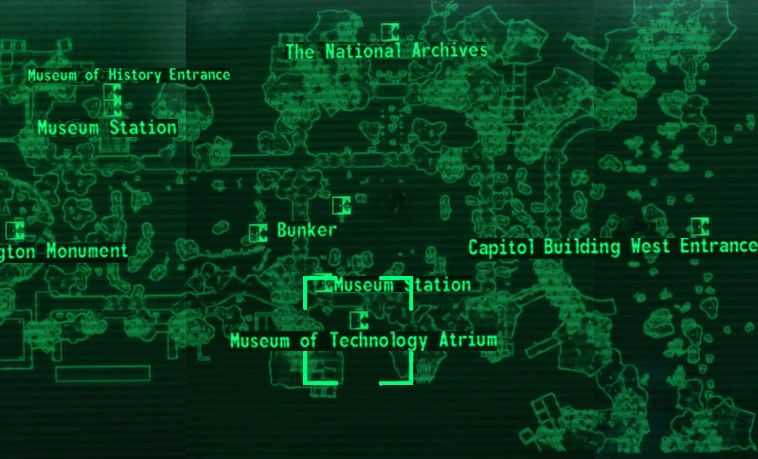 The National Archives
Museum of History Entrance
Museum Station
Bunker
gton Monument
Capitol Building West Entrance
Museum Station
Museum of Technology Atrium